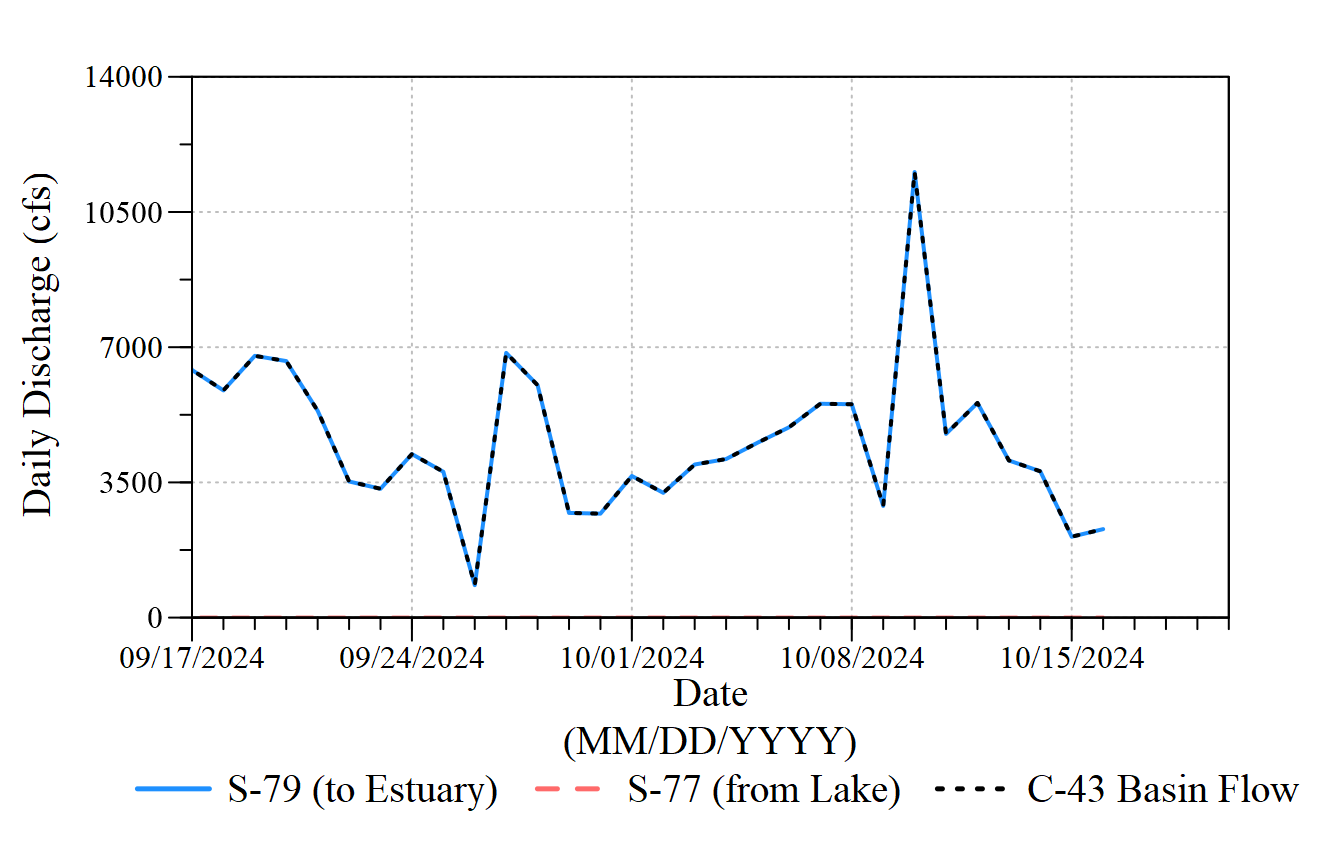 14000
10500
7000
3500
0
Daily Discharge (cfs)
09/17/2024 09/24/2024 10/01/2024 10/08/2024 10/15/2024
Date
(MM/DD/YYYY)
S-79 (to Estuary) S-77 (from Lake) C-43 Basin Flow